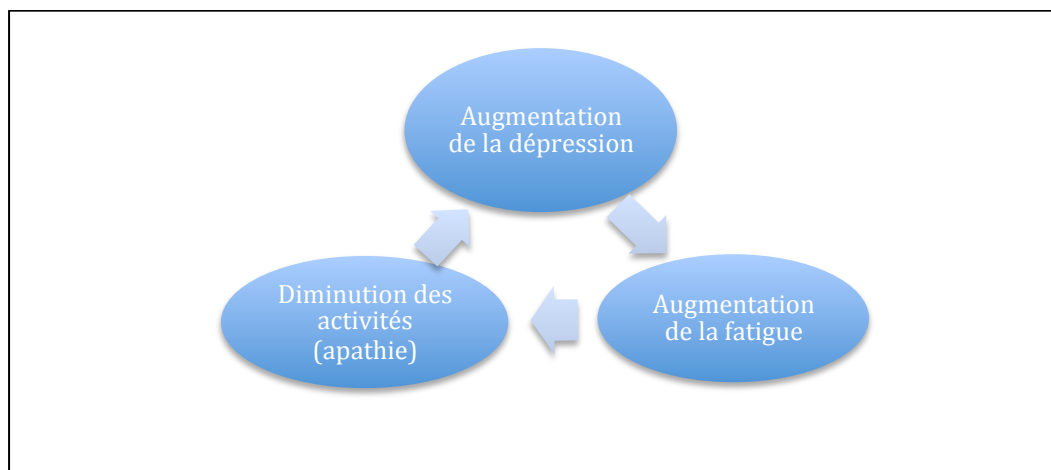 Augmentation
de la dépression
Augmentation
de la fatigue
Diminution des
activités
(apathie)